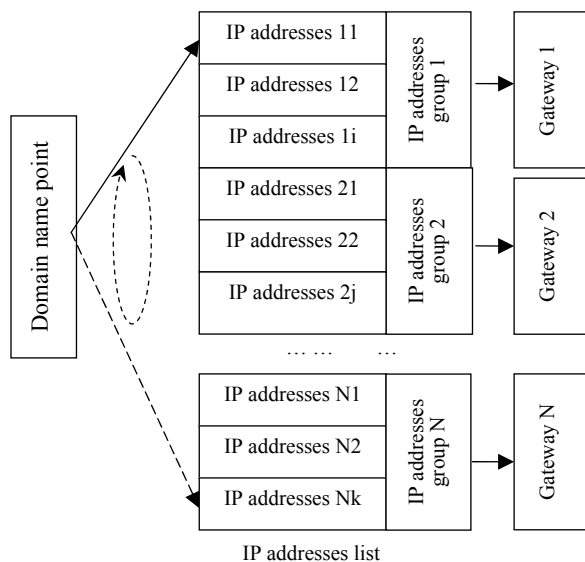 Domain name point
IP addresses 11
IP addresses 12
IP addresses 1i
IP addresses
group 1
Gateway 1
IP addresses 21
IP addresses 22
IP addresses 2j
IP addresses
group 2
Gateway 2
… … …
IP addresses N1
IP addresses N2
IP addresses Nk
IP addresses
group N
Gateway N
IP addresses list